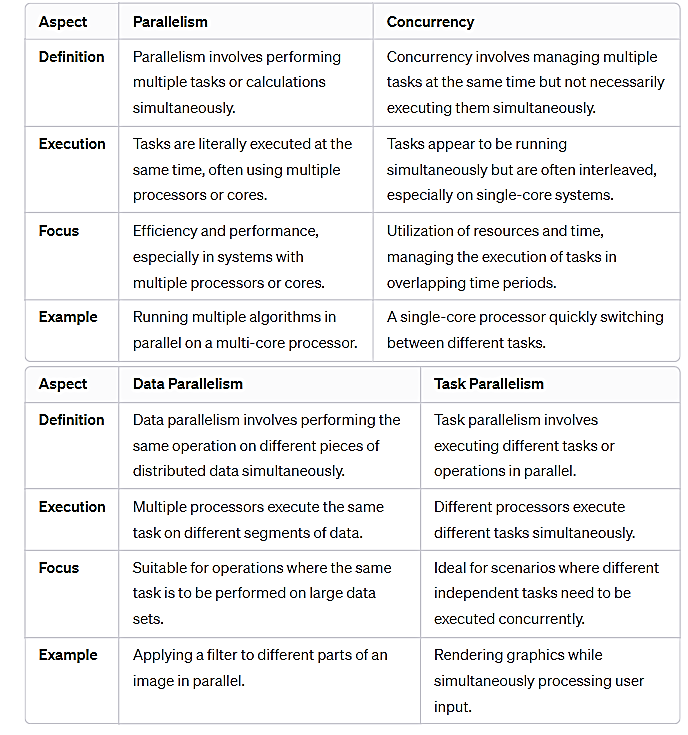 Aspect Parallelism Concurrency
Definition Parallelism involves performing Concurrency involves managing multiple
multiple tasks or calculations tasks at the same time but not necessarily
simultaneously. executing them simultaneously.
Execution Tasks are literally executed at the Tasks appear to be running
same time, often using multiple simultaneously but are often interleaved,
processors or cores. especially on single-core systems.
Focus Efficiency and performance, Utilization of resources and time,
especially in systems with managing the execution of tasks in
multiple processors or cores. overlapping time periods.
Example Running multiple algorithms in A single-core processor quickly switching
parallel on a multi-core processor. between different tasks.
Aspect Data Parallelism Task Parallelism
Definition Data parallelism involves performing the Task parallelism involves
same operation on different pieces of executing different tasks or
distributed data simultaneously. operations in parallel.
Execution Multiple processors execute the same Different processors execute
task on different segments of data. different tasks simultaneously.
Focus Suitable for operations where the same Ideal for scenarios where different
task is to be performed on large data independent tasks need to be
sets. executed concurrently.
Example Applying a filter to different parts of an Rendering graphics while
image in parallel. simultaneously processing user
input.